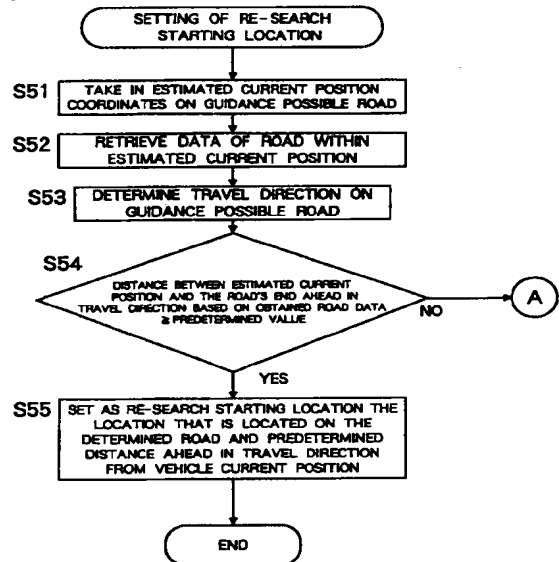 SETTING OF RE-SEARCH
STARTING LOCATION
S51
TAKE IN ESTIMATED CURRENT POSITION
COORDINATES ON GUIDANCE POSSIBLE ROAD
S52
RETRIEVE DATA OF ROAD WITHIN
ESTIMATED CURRENT POSITION
S53
DETERMINE TRAVEL DIRECTION ON
GUIDANCE POSSIBLE ROAD
S54
DISTANCE BETWEEN ESTIMATED CURRENT
POSITION AND THE ROAD'S END AHEAD IN
TRAVEL DIRECTION BASED ON OBTAINED ROAD DATA
≧ PREDETERMINED VALUE
NO
A
YES
S55
SET AS RE-SEARCH STARTING LOCATION THE
LOCATION THAT IS LOCATED ON THE
DETERMINED ROAD AND PREDETERMINED
DISTANCE AHEAD IN TRAVEL DIRECTION
FROM VEHICLE CURRENT POSITION
END